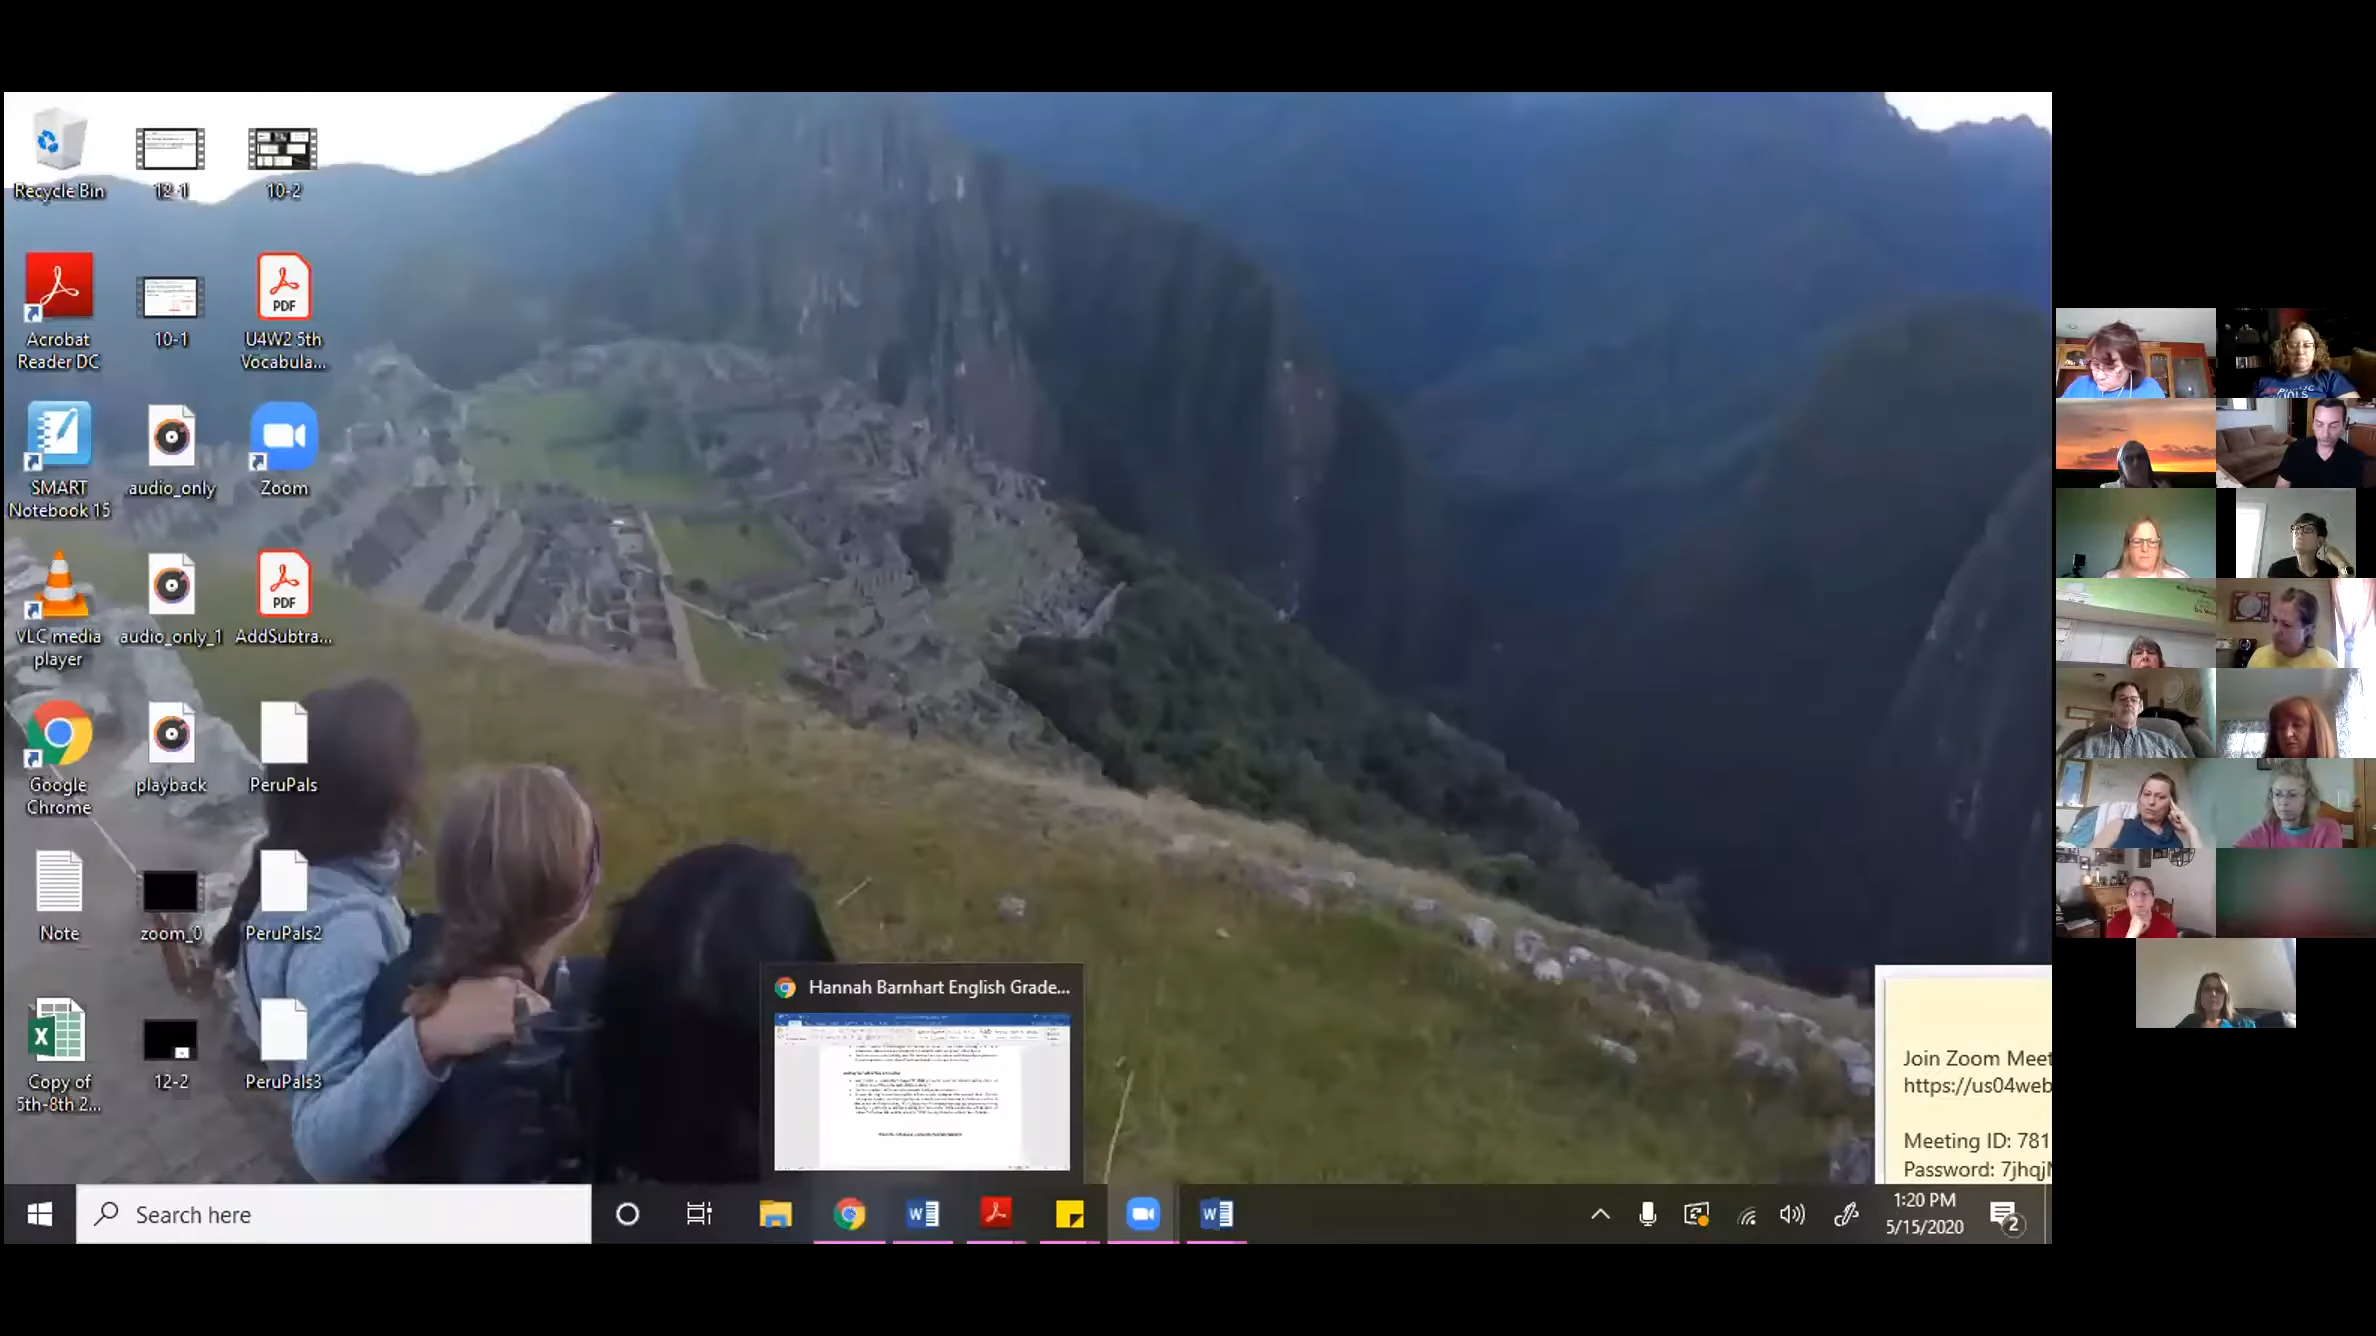 Recycle Bin
12-1
10-2
Acrobat
Reader DC
10-1
PDF
U4W2 5th
Vocabula...
SMART
Notebook 15
audio_only
Zoom
VLC media
player
audio_only_1
PDF
AddSubtra...
Google
Chrome
playback
PeruPals
Note
zoom_0
PeruPals2
Copy of
5th-8th 2...
12-2
PeruPals3
Hannah Barnhart English Grade...
Join Zoom Meet
https://us04web
Meeting ID: 781
Password: 7jhqj
Search here
1:20 PM
5/15/2020
2